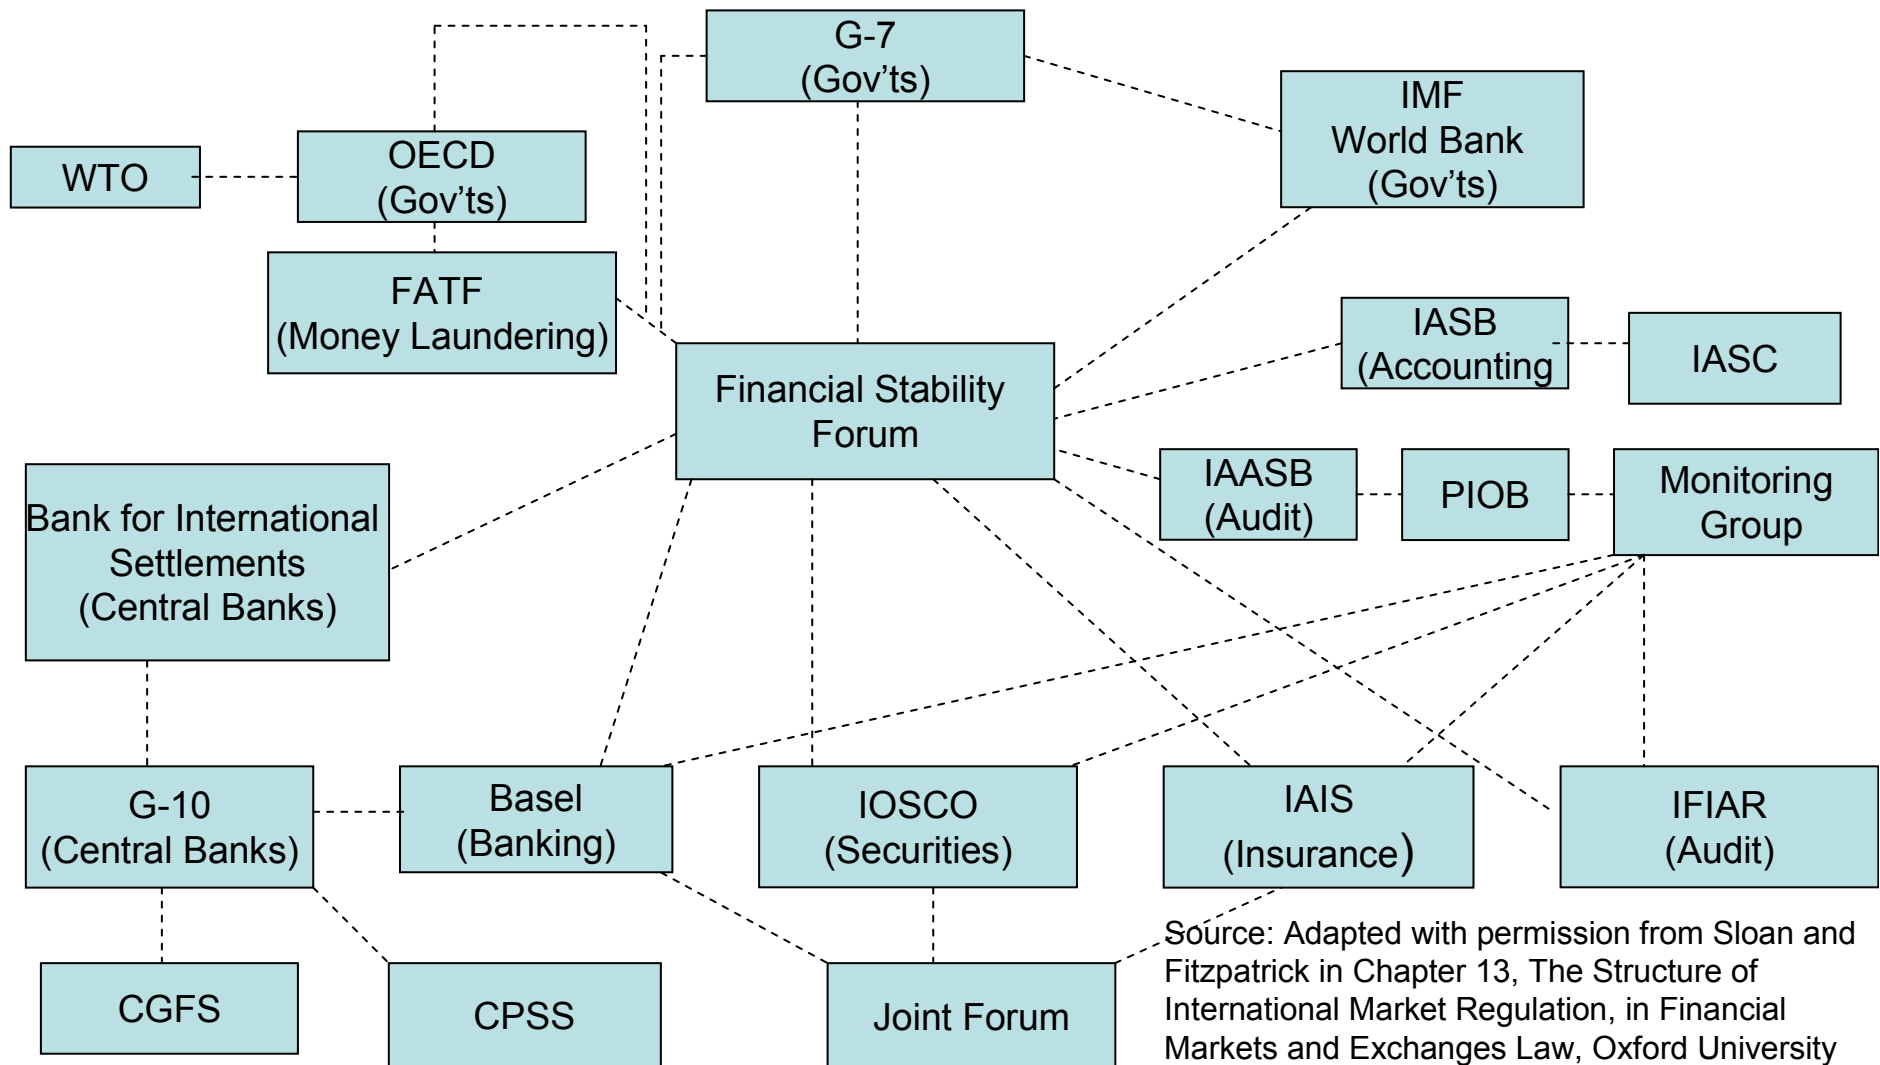 G-7
(Gov’ts)
IMF
World Bank
(Gov’ts)
WTO
OECD
(Gov’ts)
FATF
(Money Laundering)
Financial Stability
Forum
IASB
(Accounting
IASC
Bank for International
Settlements
(Central Banks)
IAASB
(Audit)
PIOB
Monitoring
Group
G-10
(Central Banks)
Basel
(Banking)
IOSCO
(Securities)
IAIS
(Insurance)
IFIAR
(Audit)
CGFS
CPSS
Joint Forum
Source: Adapted with permission from Sloan and
Fitzpatrick in Chapter 13, The Structure of
International Market Regulation, in Financial
Markets and Exchanges Law, Oxford University